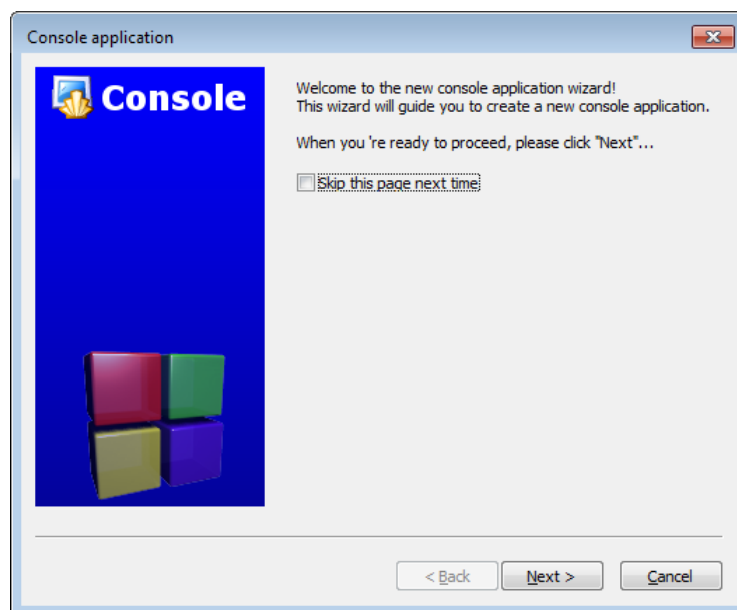 Console application
Console
Welcome to the new console application wizard!
This wizard will guide you to create a new console application.
When you 're ready to proceed, please click "Next"...
Skip this page next time
< Back
Next >
Cancel